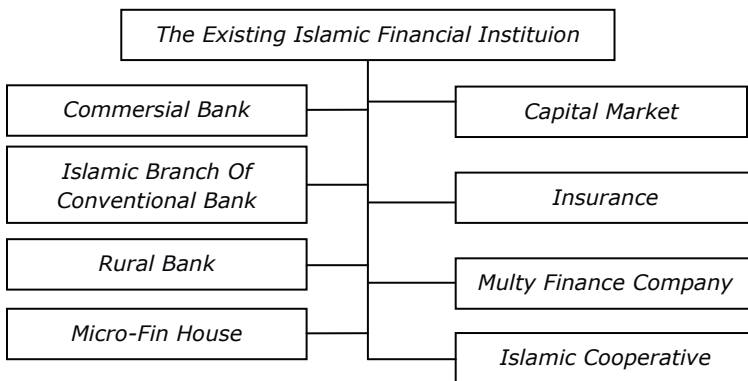 The Existing Islamic Financial Instituion
Commersial Bank
Islamic Branch Of
Conventional Bank
Rural Bank
Micro-Fin House
Capital Market
Insurance
Multy Finance Company
Islamic Cooperative